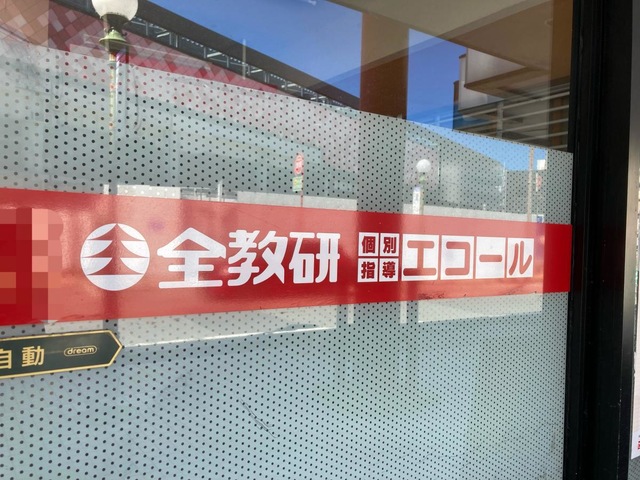 全教研 個別指導 エコール
自動 dream